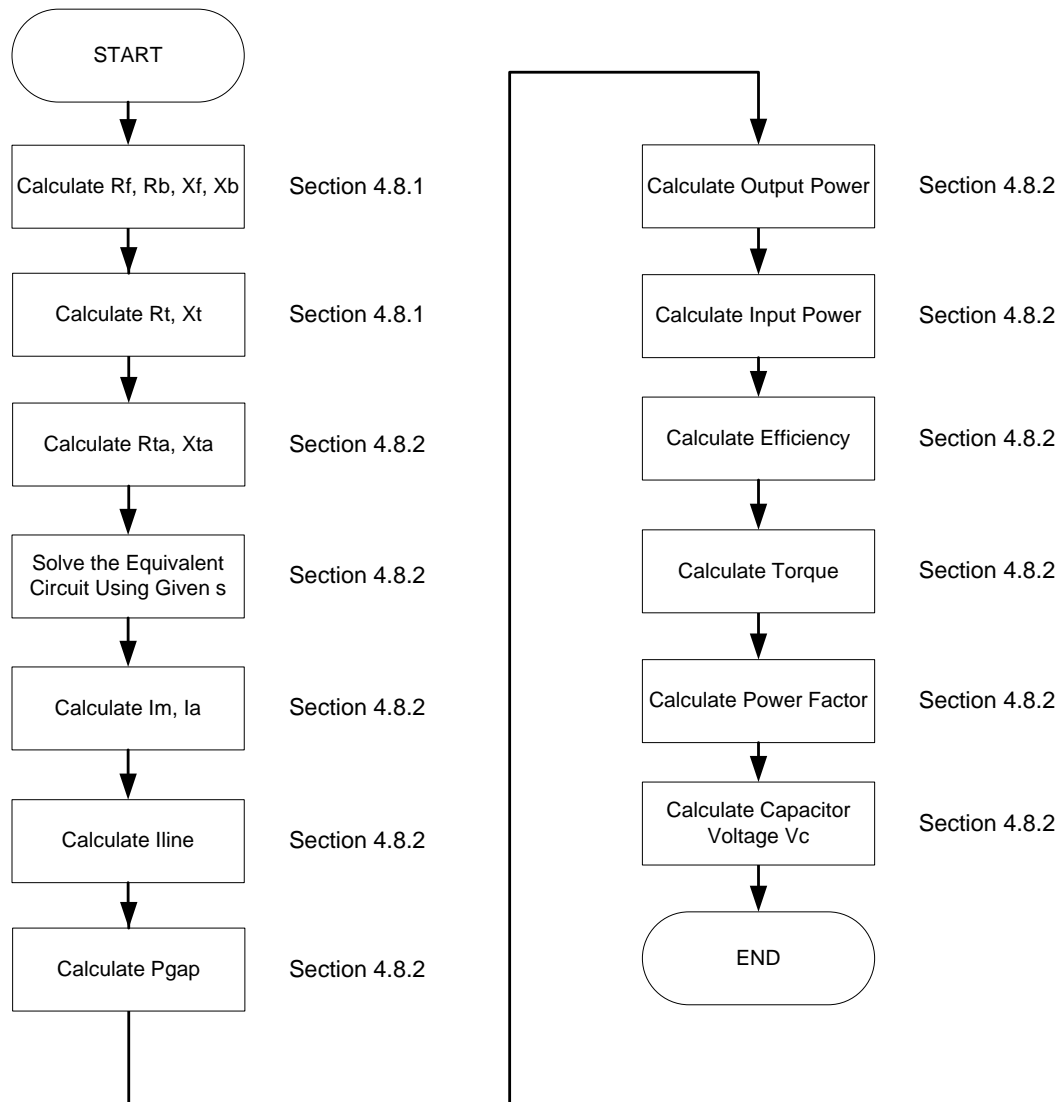 START
Calculate Rf, Rb, Xf, Xb
Section 4.8.1
Calculate Rt, Xt
Section 4.8.1
Calculate Rta, Xta
Section 4.8.2
Solve the Equivalent
Circuit Using Given s
Section 4.8.2
Calculate Im, Ia
Section 4.8.2
Calculate Iline
Section 4.8.2
Calculate Pgap
Section 4.8.2
Calculate Output Power
Section 4.8.2
Calculate Input Power
Section 4.8.2
Calculate Efficiency
Section 4.8.2
Calculate Torque
Section 4.8.2
Calculate Power Factor
Section 4.8.2
Calculate Capacitor
Voltage Vc
Section 4.8.2
END